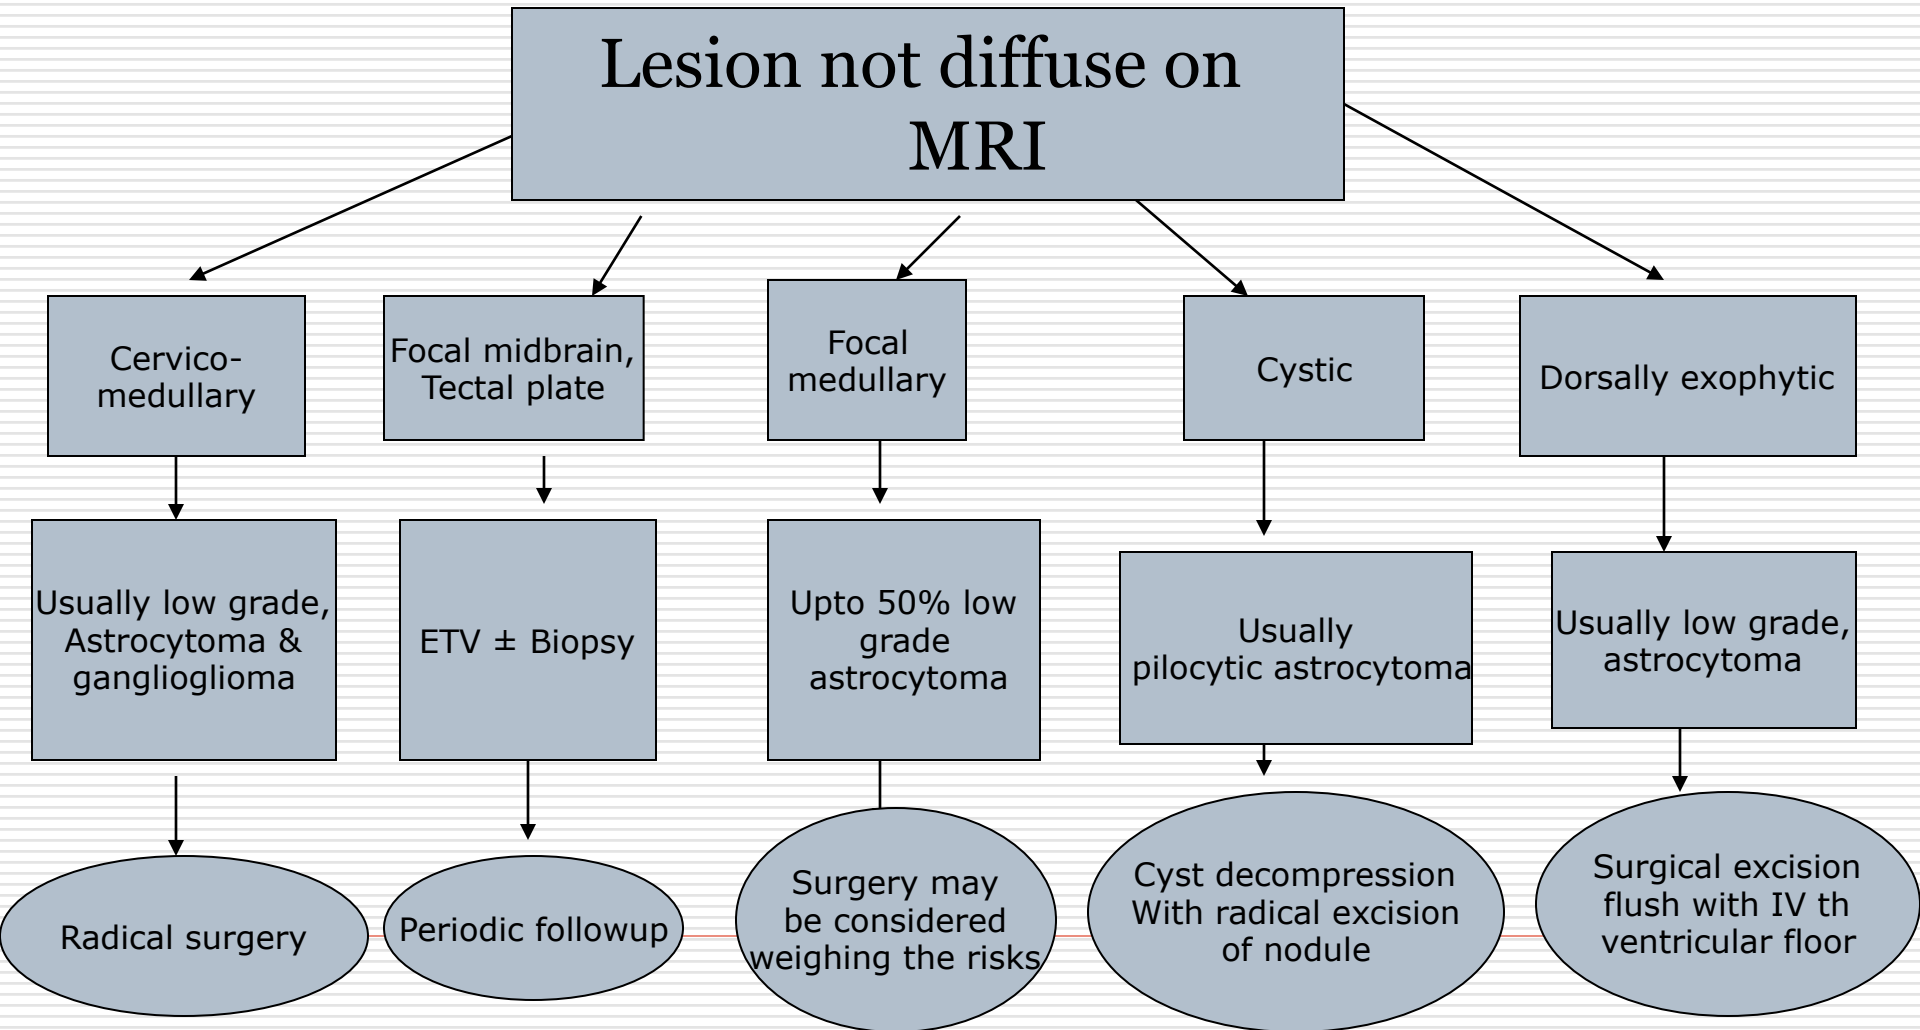 Lesion not diffuse on
MRI
Cervico-
medullary
Focal midbrain,
Tectal plate
Focal
medullary
Cystic
Dorsally exophytic
Usually low grade,
Astrocytoma &
ganglioglioma
ETV ± Biopsy
Upto 50% low
grade
astrocytoma
Usually
pilocytic astrocytoma
Usually low grade,
astrocytoma
Radical surgery
Periodic followup
Surgery may
be considered
weighing the risks
Cyst decompression
With radical excision
of nodule
Surgical excision
flush with IV th
ventricular floor